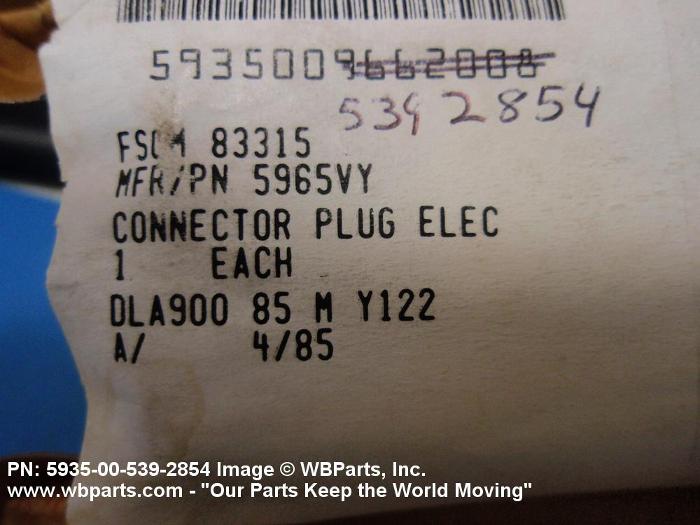 5935009662008
539 2854
FSCM 83315
MFR/PN 5965VY
CONNECTOR PLUG ELEC
1 EACH
DLA900 85 M Y122
A/ 4/85
PN: 5935-00-539-2854 Image © WBParts, Inc.
www.wbparts.com - "Our Parts Keep the World Moving"